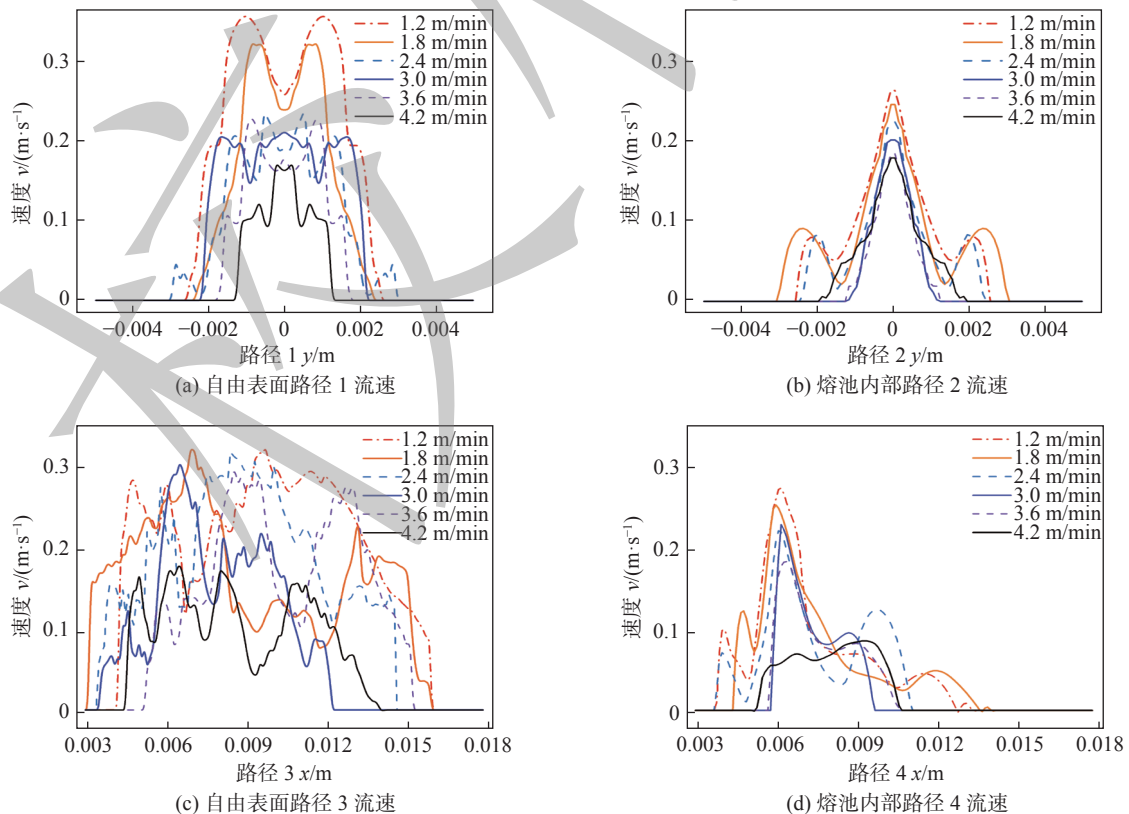 1.2 m/min
1.8 m/min
2.4 m/min
3.0 m/min
3.6 m/min
4.2 m/min
0.3
0.2
0.1
0
速度 v/(m·s⁻¹)
−0.004 −0.002 0 0.002 0.004
路径 1 y/m
(a) 自由表面路径 1 流速
1.2 m/min
1.8 m/min
2.4 m/min
3.0 m/min
3.6 m/min
4.2 m/min
0.3
0.2
0.1
0
速度 v/(m·s⁻¹)
−0.004 −0.002 0 0.002 0.004
路径 2 y/m
(b) 熔池内部路径 2 流速
1.2 m/min
1.8 m/min
2.4 m/min
3.0 m/min
3.6 m/min
4.2 m/min
0.3
0.2
0.1
0
速度 v/(m·s⁻¹)
0.003 0.006 0.009 0.012 0.015 0.018
路径 3 x/m
(c) 自由表面路径 3 流速
1.2 m/min
1.8 m/min
2.4 m/min
3.0 m/min
3.6 m/min
4.2 m/min
0.3
0.2
0.1
0
速度 v/(m·s⁻¹)
0.003 0.006 0.009 0.012 0.015 0.018
路径 4 x/m
(d) 熔池内部路径 4 流速